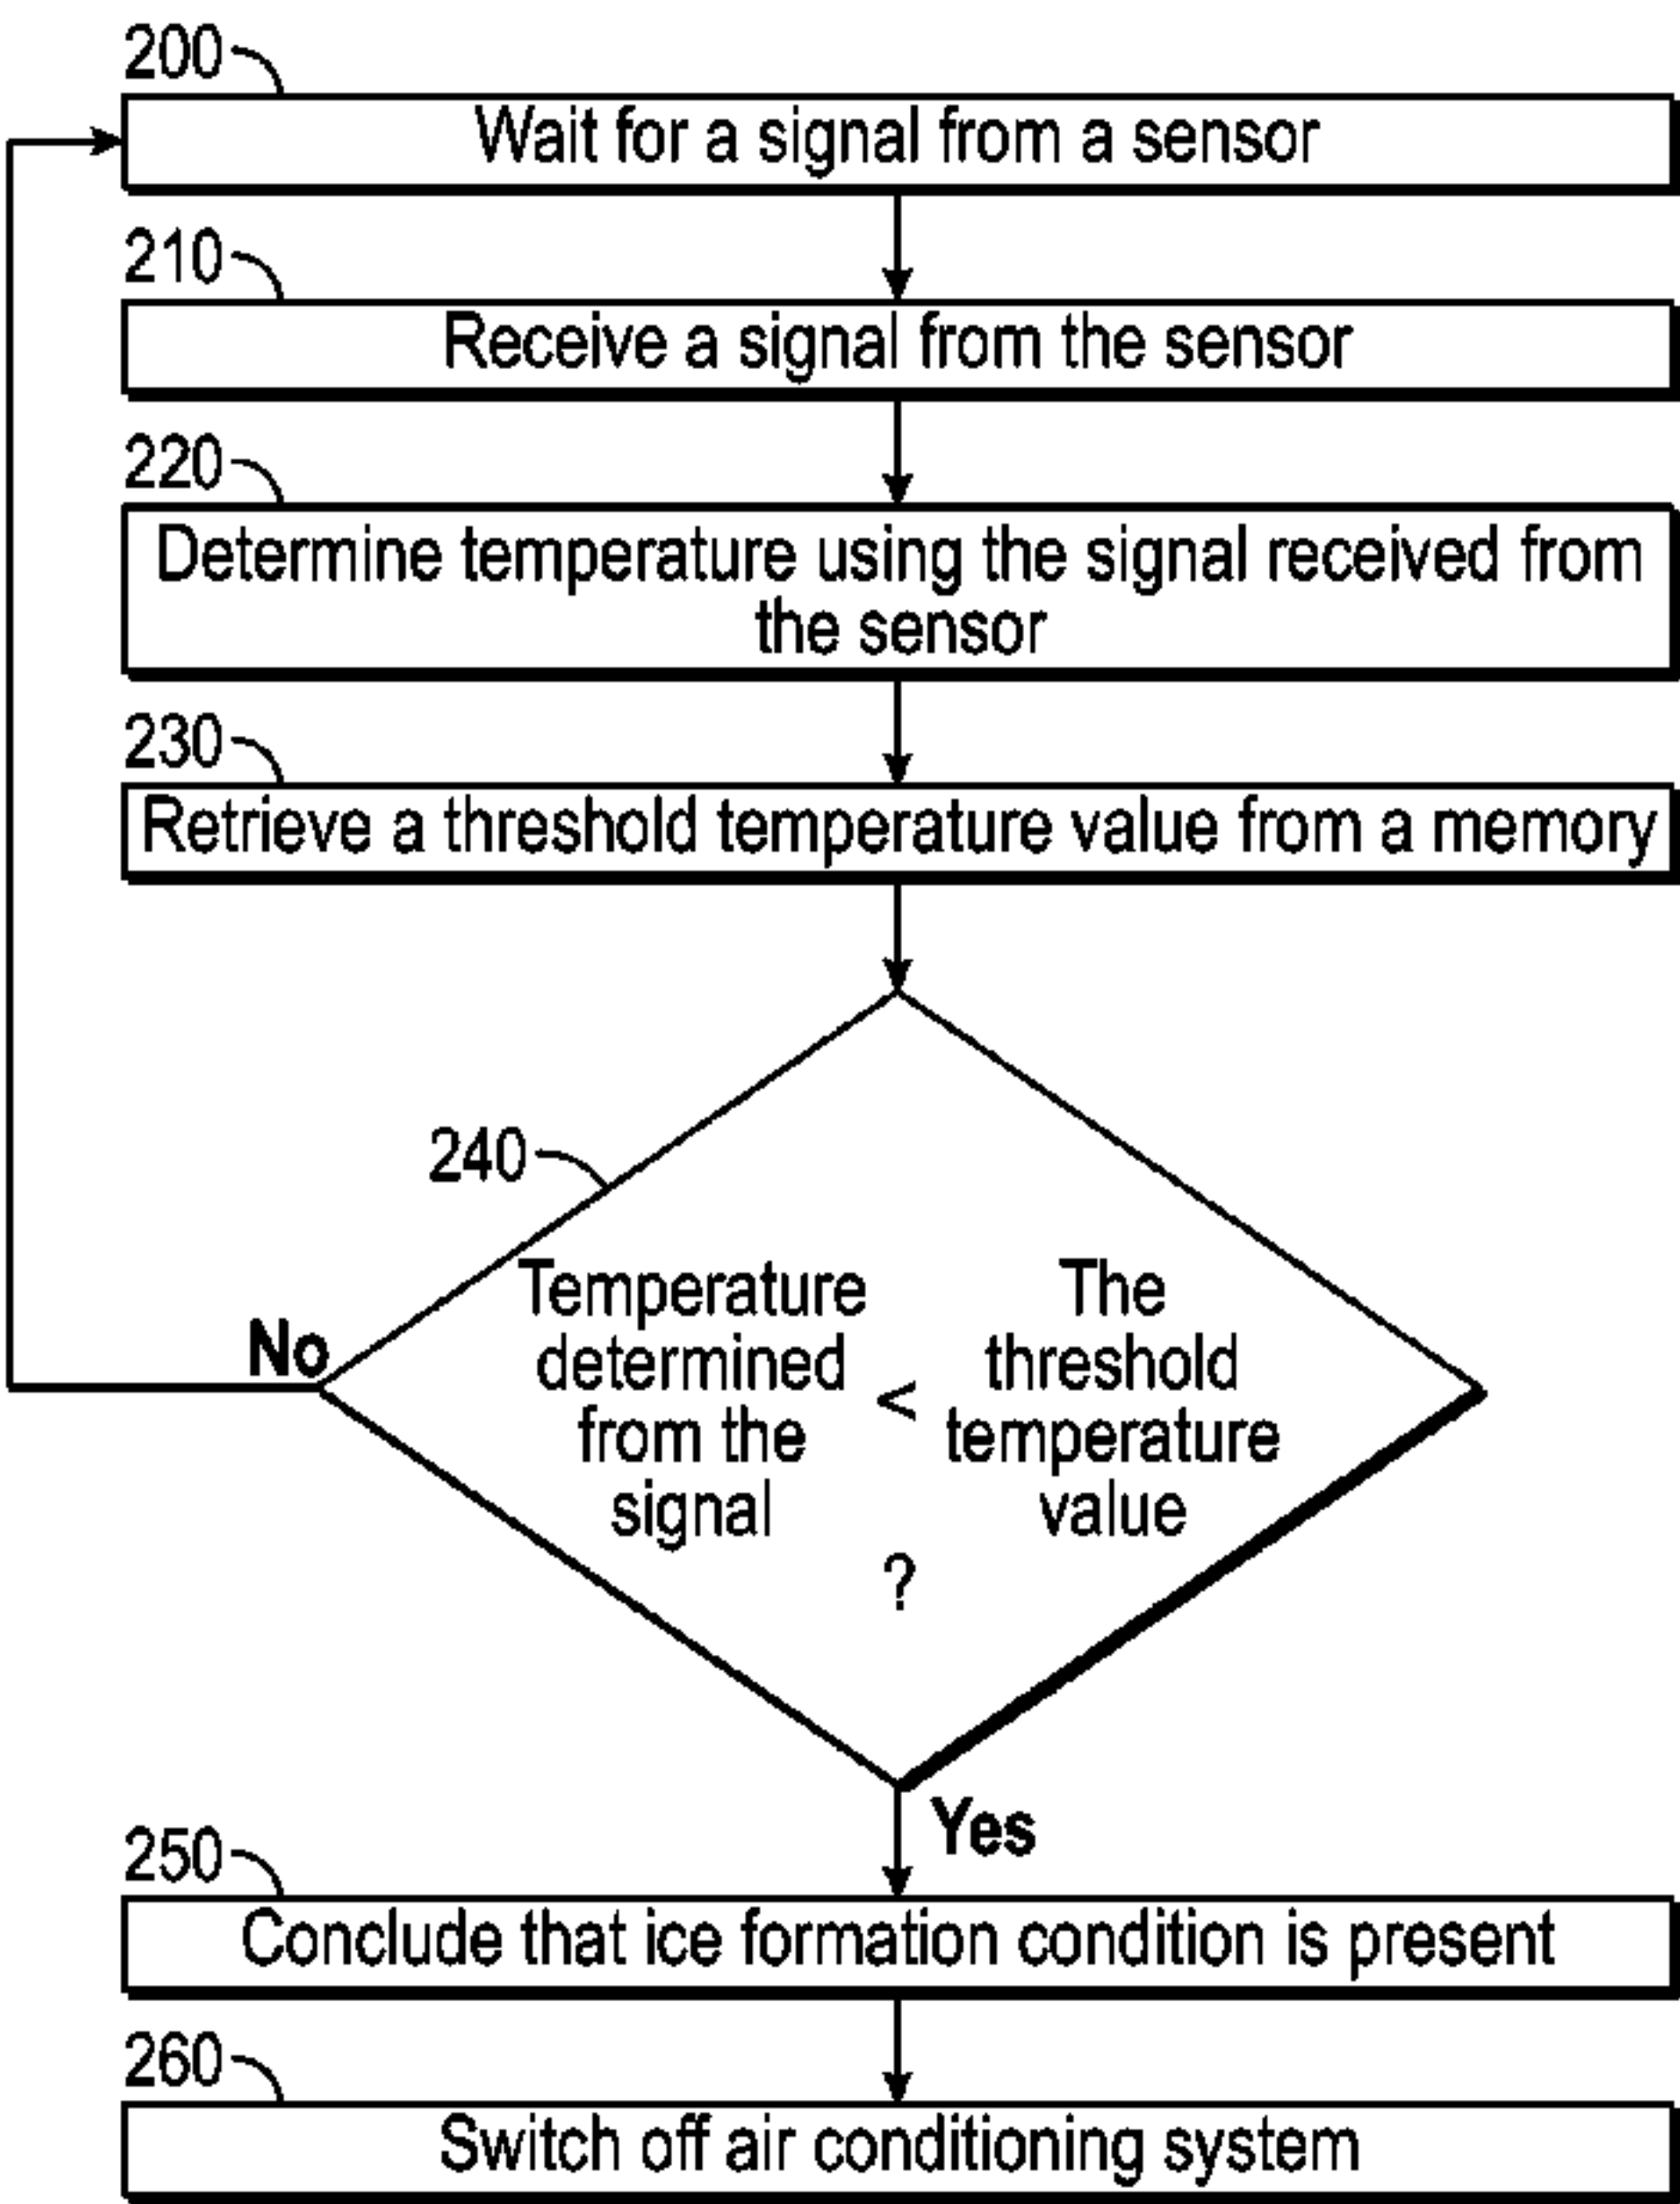 200
Wait for a signal from a sensor
210
Receive a signal from the sensor
220
Determine temperature using the signal received from
the sensor
230
Retrieve a threshold temperature value from a memory
240
Temperature
determined
from the
signal
<
The
threshold
temperature
value
?
No
Yes
250
Conclude that ice formation condition is present
260
Switch off air conditioning system